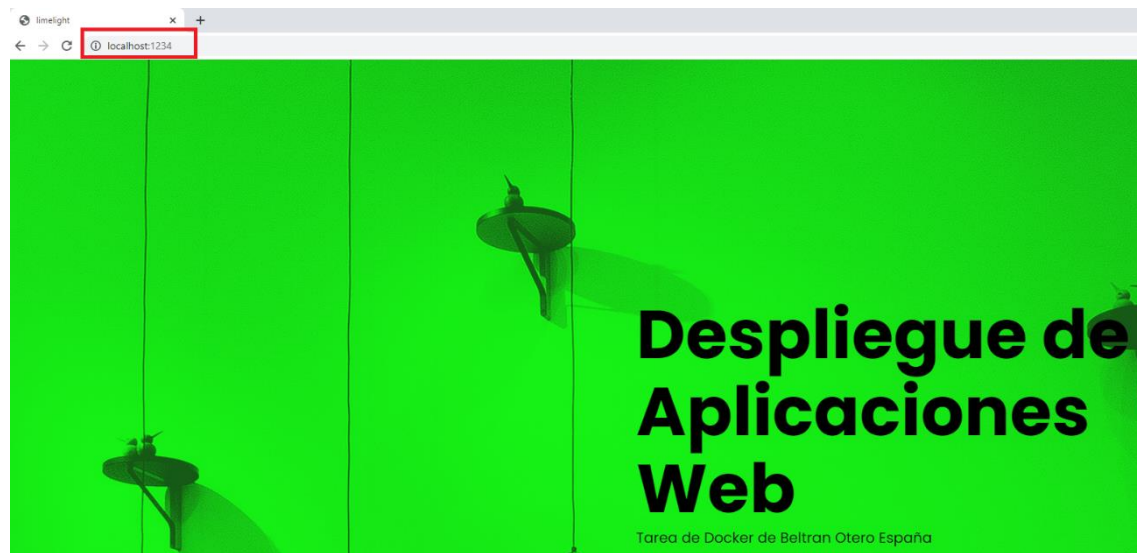 limelight
localhost:1234
Despliegue de
Aplicaciones
Web
Tarea de Docker de Beltran Otero España